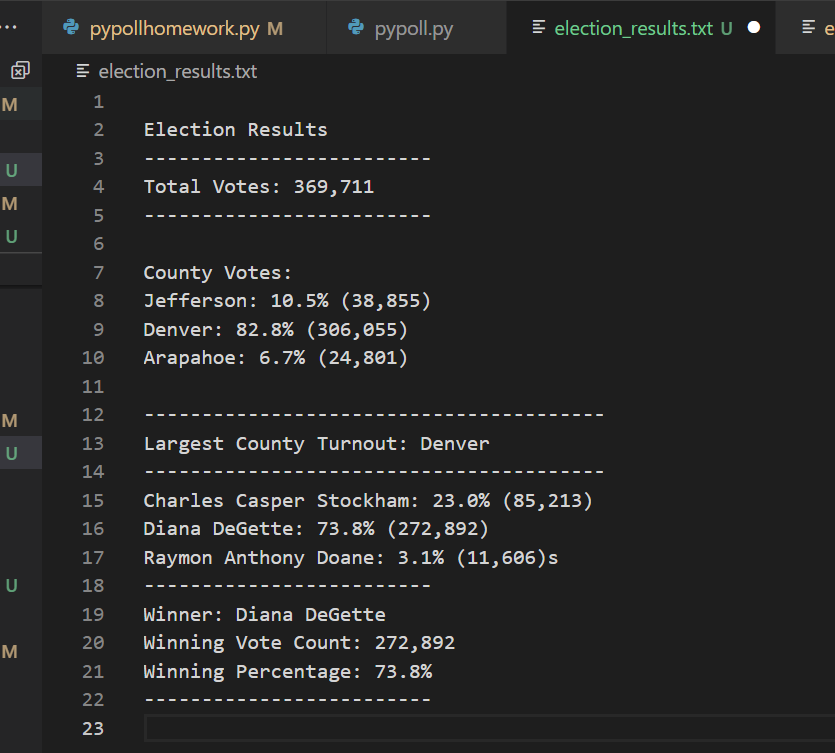 ...
pypollhomework.py M
pypoll.py
election_results.txt U
e
election_results.txt
M
U
M
U
M
U
U
M
1
2 Election Results
3 -------------------------
4 Total Votes: 369,711
5 -------------------------
6
7 County Votes:
8 Jefferson: 10.5% (38,855)
9 Denver: 82.8% (306,055)
10 Arapahoe: 6.7% (24,801)
11
12 ----------------------------------------
13 Largest County Turnout: Denver
14 ----------------------------------------
15 Charles Casper Stockham: 23.0% (85,213)
16 Diana DeGette: 73.8% (272,892)
17 Raymon Anthony Doane: 3.1% (11,606)s
18 -------------------------
19 Winner: Diana DeGette
20 Winning Vote Count: 272,892
21 Winning Percentage: 73.8%
22 -------------------------
23